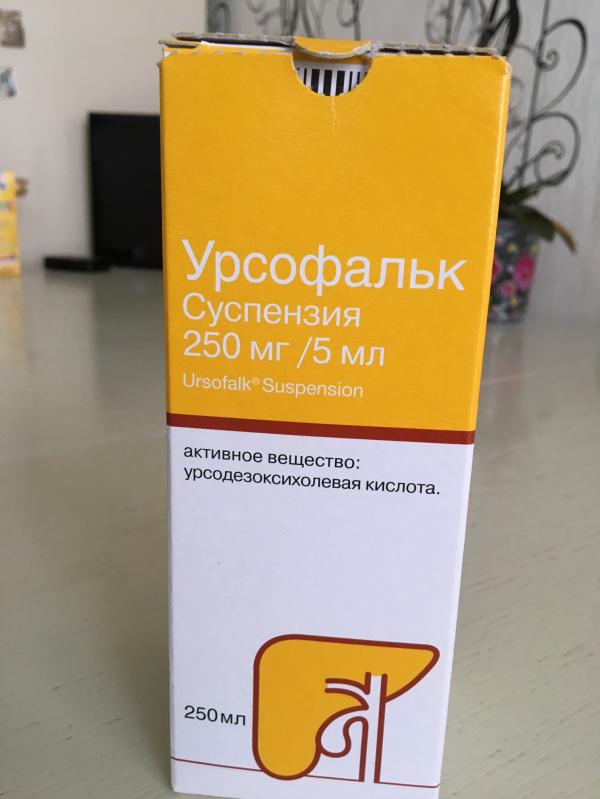 Урсофальк
Суспензия
250 мг /5 мл
Ursofalk® Suspension
активное вещество:
урсодезоксихолевая кислота.
250мл